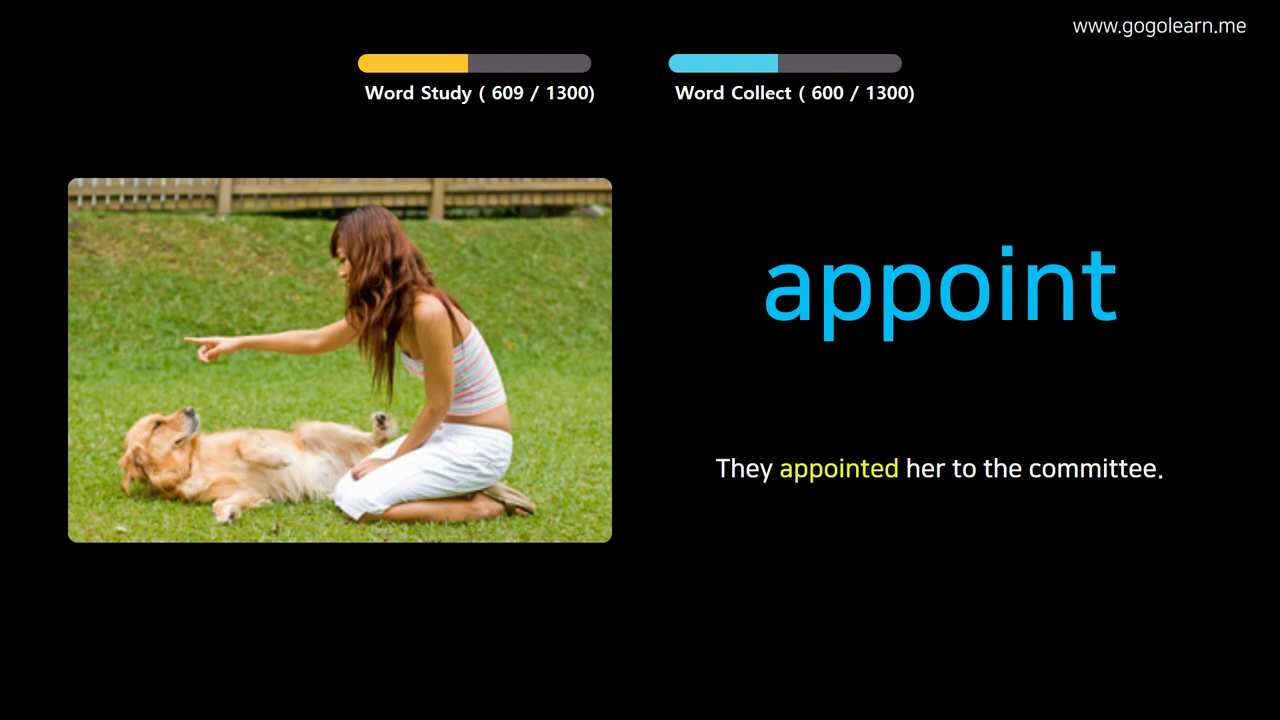 www.gogolearn.me
Word Study ( 609 / 1300)
Word Collect ( 600 / 1300)
appoint
They appointed her to the committee.